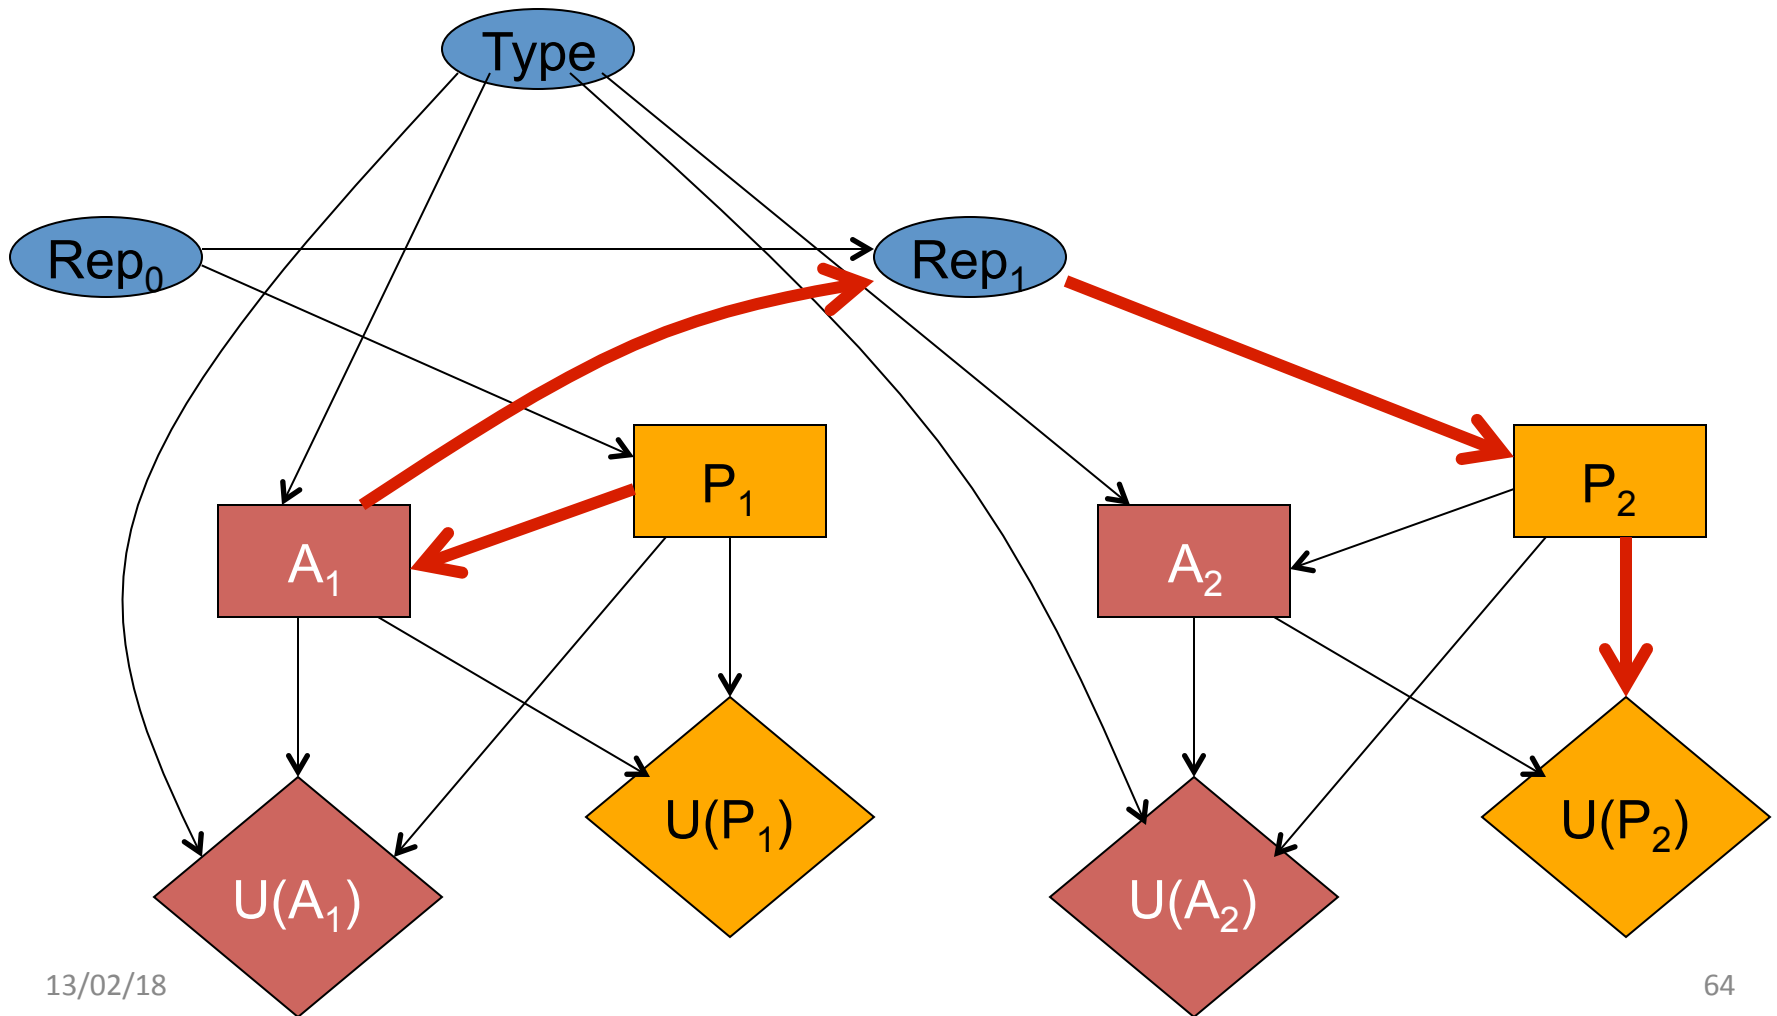 Type
Rep₀
Rep₁
P₁
P₂
A₁
A₂
U(P₁)
U(P₂)
U(A₁)
U(A₂)
13/02/18
64